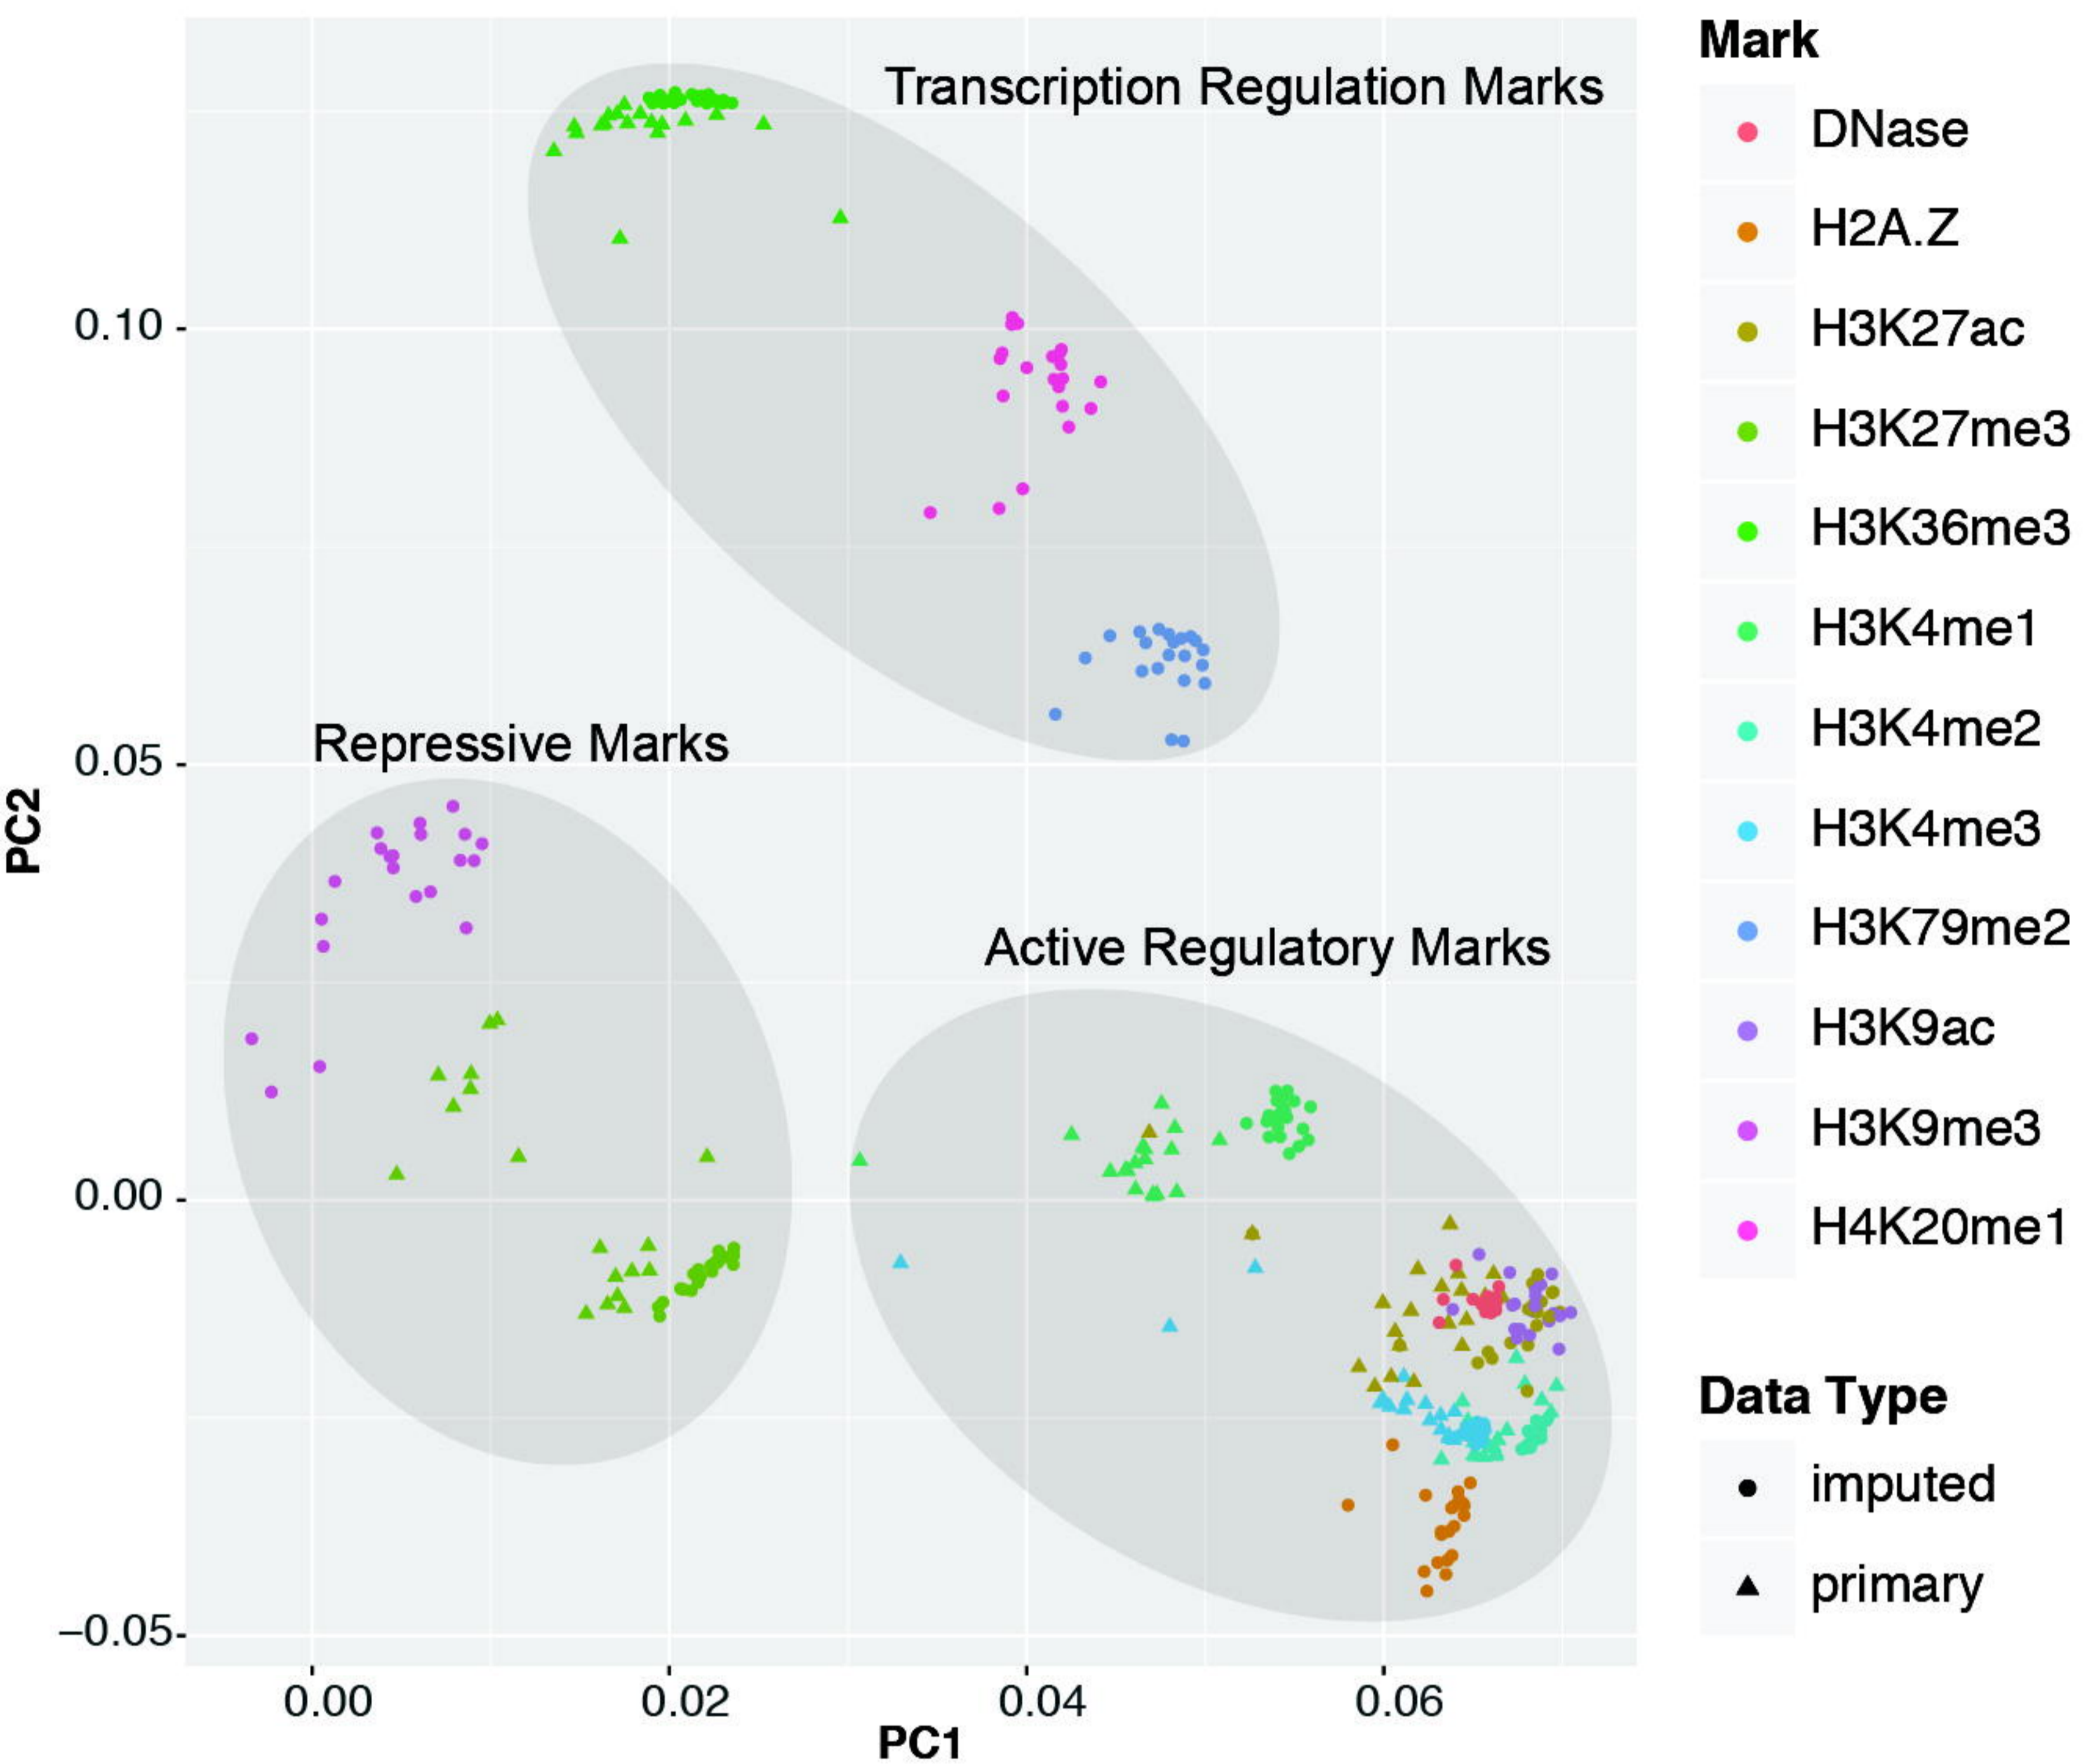 Transcription Regulation Marks
Repressive Marks
Active Regulatory Marks
PC2
0.10
0.05
0.00
−0.05
0.00
0.02
0.04
0.06
PC1
Mark
DNase
H2A.Z
H3K27ac
H3K27me3
H3K36me3
H3K4me1
H3K4me2
H3K4me3
H3K79me2
H3K9ac
H3K9me3
H4K20me1
Data Type
imputed
primary